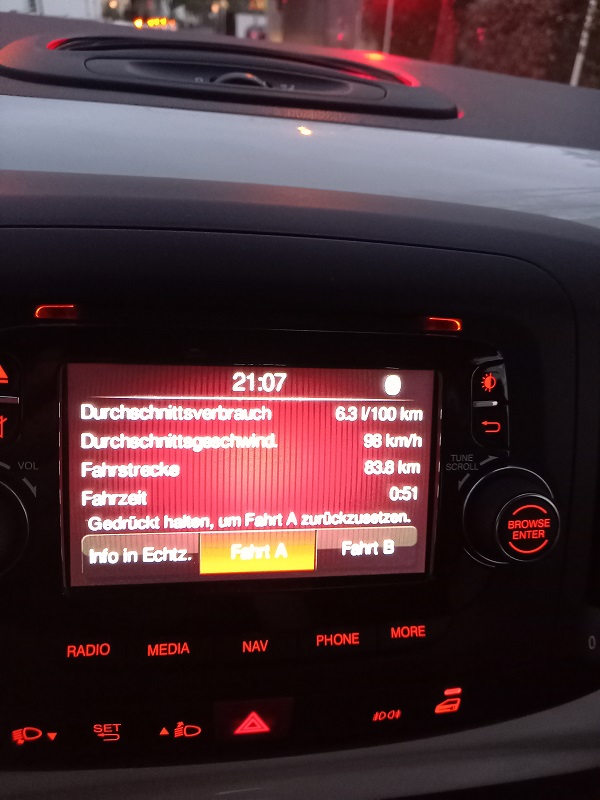 21:07
Durchschnittsverbrauch 6.3 l/100 km
Durchschnittsgeschwind. 98 km/h
Fahrstrecke 83.8 km
Fahrzeit 0:51
Gedrückt halten, um Fahrt A zurückzusetzen.
Info in Echtz. Fahrt A Fahrt B
VOL
TUNE
SCROLL
BROWSE
ENTER
RADIO MEDIA NAV PHONE MORE
SET
0